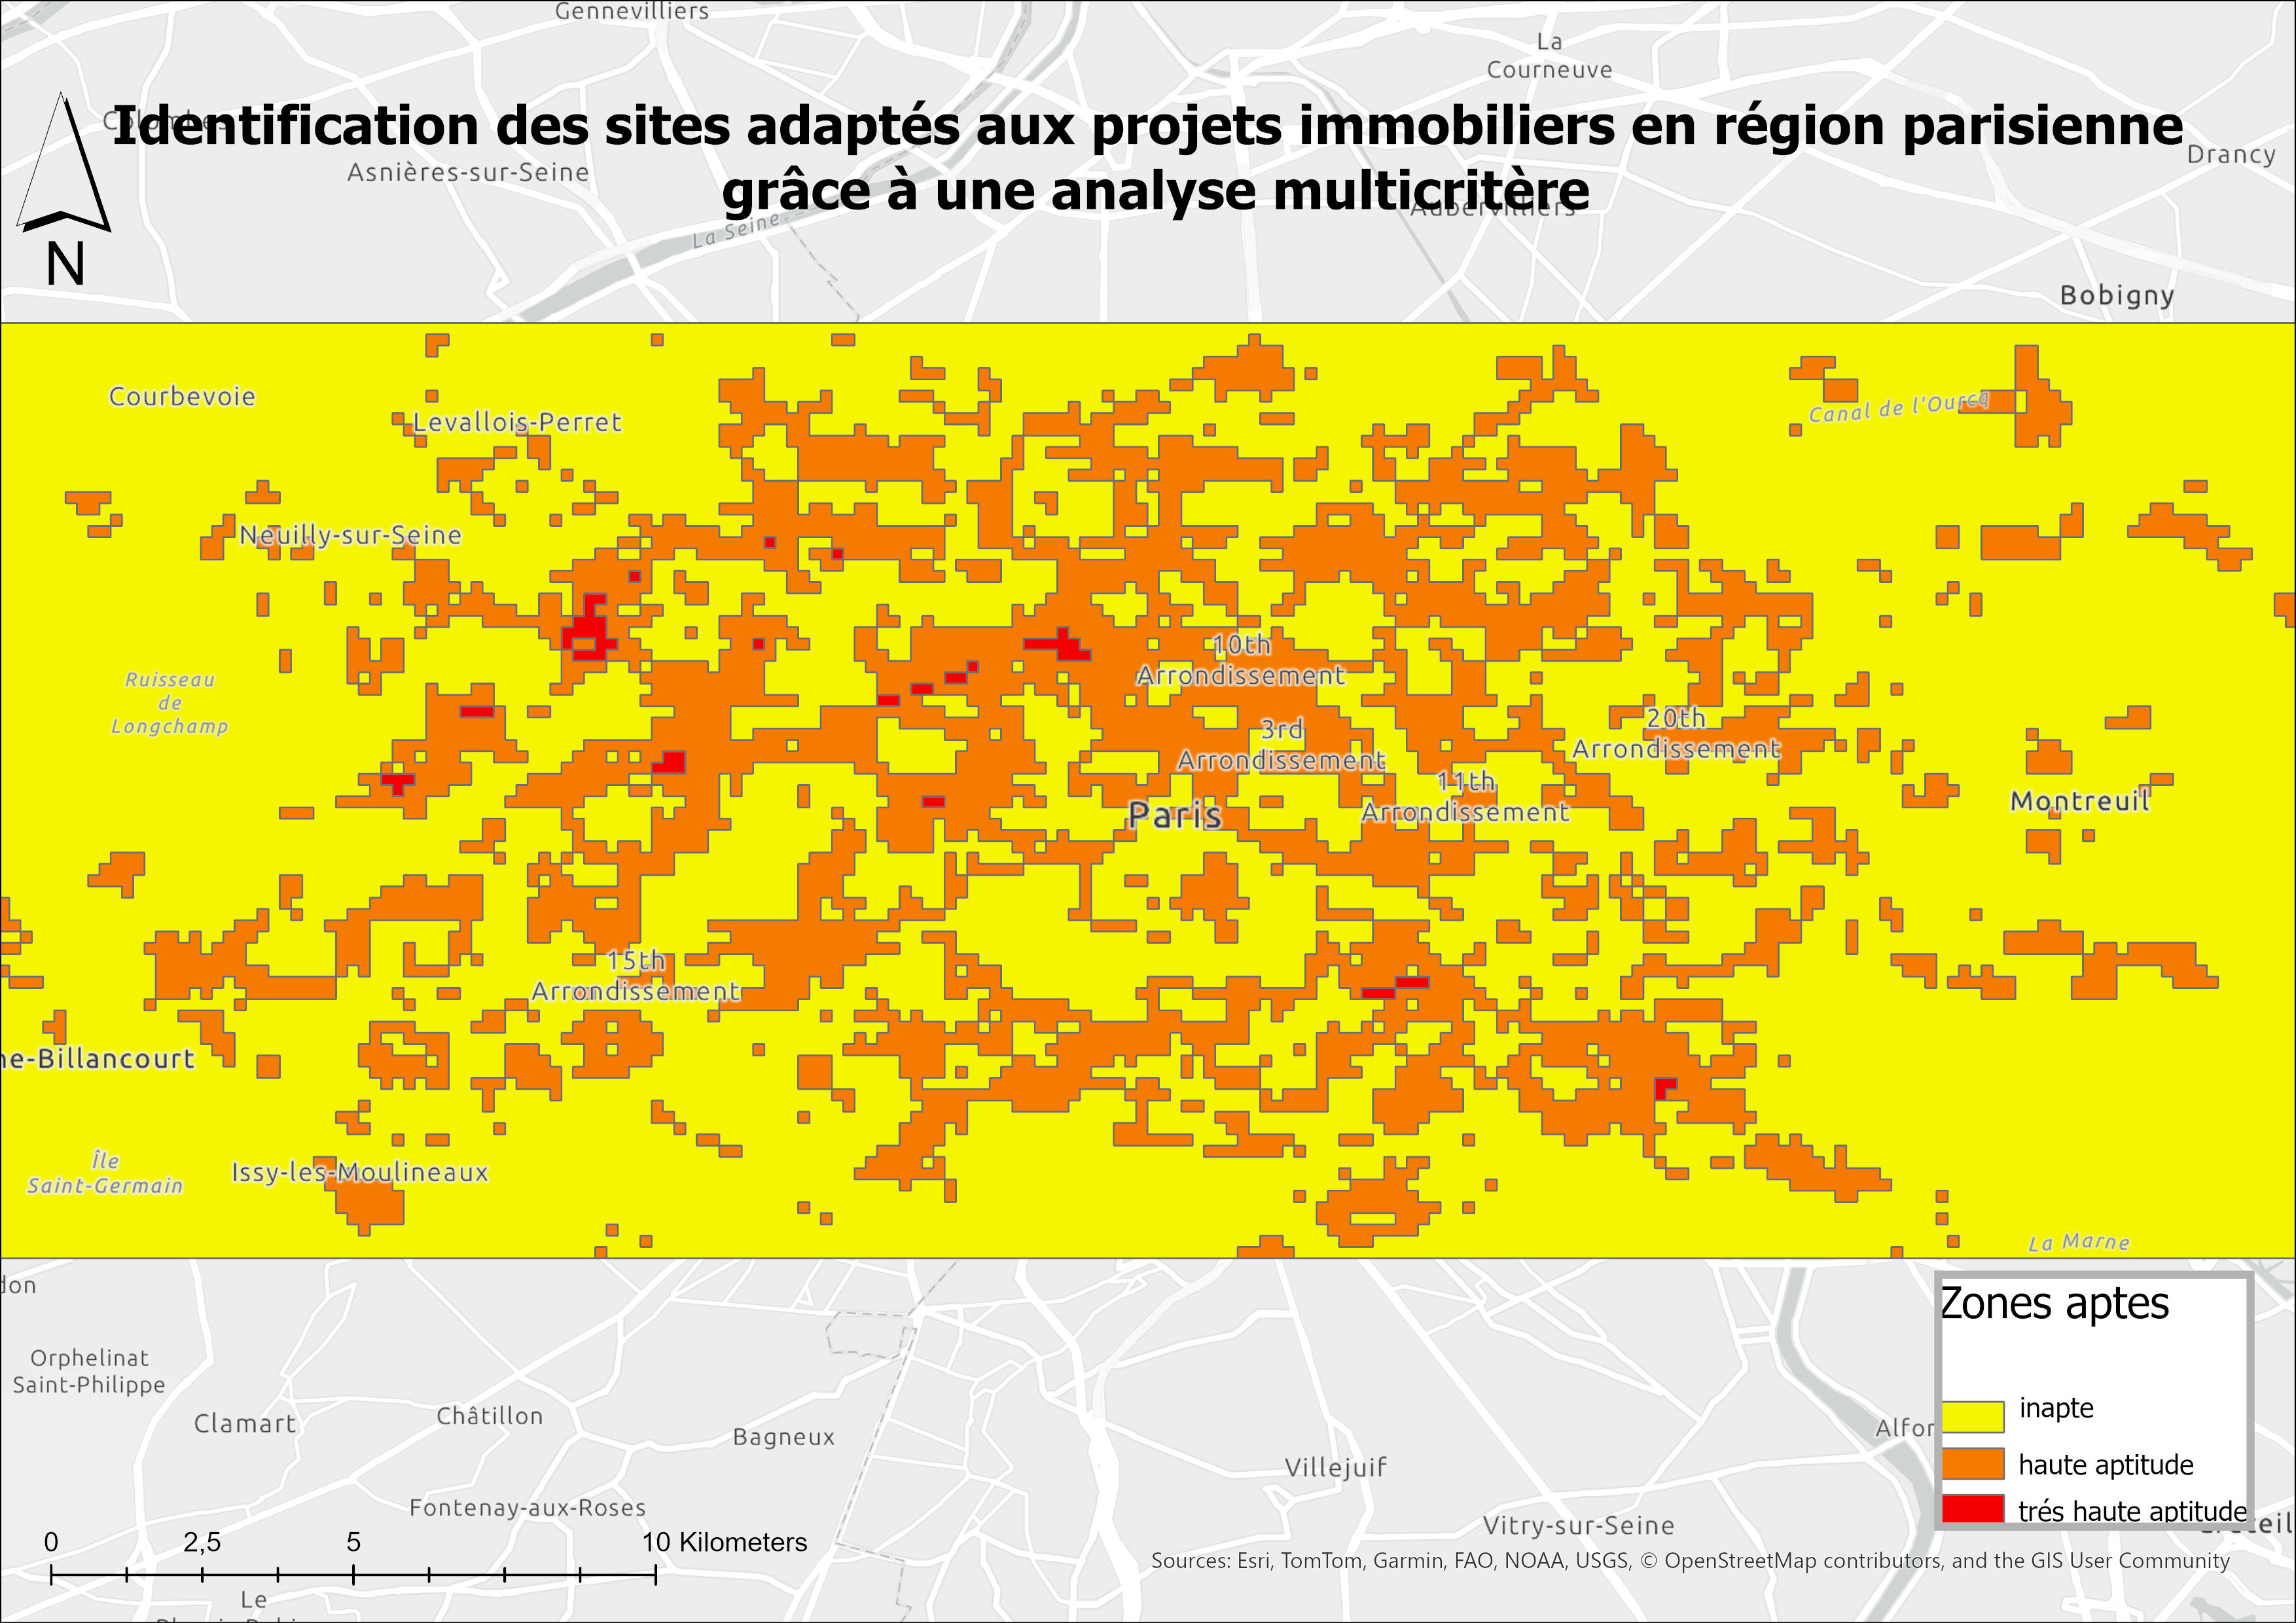 Gennevilliers
La
Courneuve
Identification des sites adaptés aux projets immobiliers en région parisienne
grâce à une analyse multicritère
Asnières-sur-Seine
Drancy
Aubervilliers
La Seine
N
Bobigny
Courbevoie
Levallois-Perret
Canal de l'Ourcq
Neuilly-sur-Seine
10th
Arrondissement
Ruisseau
de
Longchamp
3rd
Arrondissement
20th
Arrondissement
11th
Arrondissement
Paris
Montreuil
15th
Arrondissement
ne-Billancourt
Île
Saint-Germain
Issy-les-Moulineaux
La Marne
don
Zones aptes
inapte
haute aptitude
trés haute aptitude
Orphelinat
Saint-Philippe
Clamart
Châtillon
Bagneux
Alfor
Villejuif
Fontenay-aux-Roses
Vitry-sur-Seine
0 2,5 5 10 Kilometers
Sources: Esri, TomTom, Garmin, FAO, NOAA, USGS, © OpenStreetMap contributors, and the GIS User Community
Le